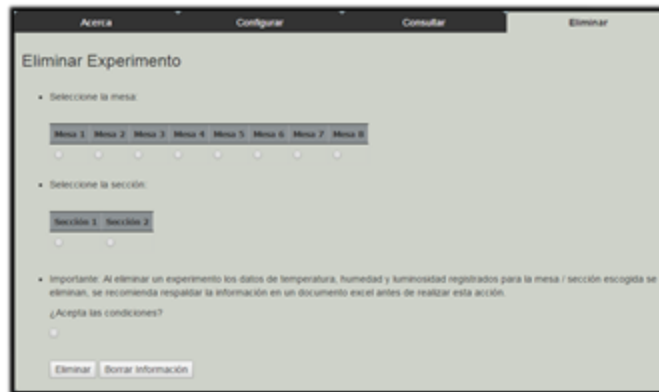 Acerca Configurar Consultar Eliminar
Eliminar Experimento
Seleccione la mesa:
Mesa 1 Mesa 2 Mesa 3 Mesa 4 Mesa 5 Mesa 6 Mesa 7 Mesa 8
Seleccione la sección:
Sección 1 Sección 2
Importante: Al eliminar un experimento los datos de temperatura, humedad y luminosidad registrados para la mesa / sección escogida se
eliminan, se recomienda respaldar la información en un documento excel antes de realizar esta acción.
¿Acepta las condiciones?
Eliminar Borrar Información